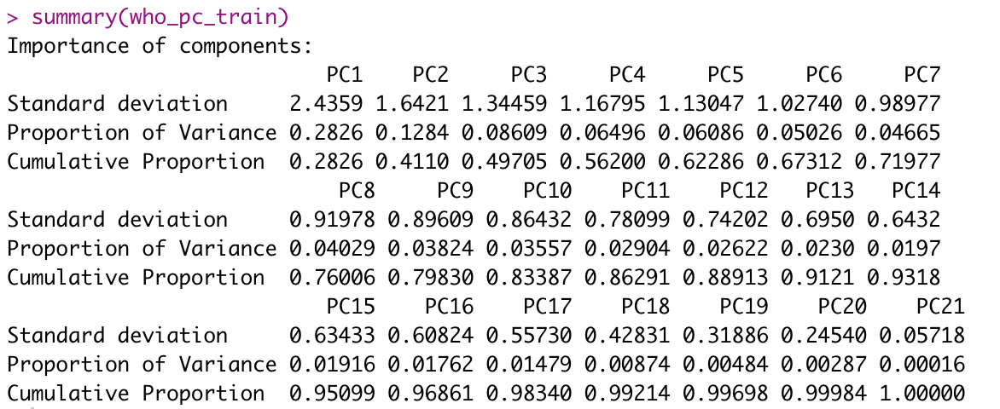 > summary(who_pc_train)
Importance of components:
                          PC1    PC2     PC3     PC4     PC5     PC6     PC7
Standard deviation     2.4359 1.6421 1.34459 1.16795 1.13047 1.02740 0.98977
Proportion of Variance 0.2826 0.1284 0.08609 0.06496 0.06086 0.05026 0.04665
Cumulative Proportion  0.2826 0.4110 0.49705 0.56200 0.62286 0.67312 0.71977
                           PC8     PC9    PC10    PC11    PC12   PC13   PC14
Standard deviation     0.91978 0.89609 0.86432 0.78099 0.74202 0.6950 0.6432
Proportion of Variance 0.04029 0.03824 0.03557 0.02904 0.02622 0.0230 0.0197
Cumulative Proportion  0.76006 0.79830 0.83387 0.86291 0.88913 0.9121 0.9318
                          PC15    PC16    PC17    PC18    PC19    PC20    PC21
Standard deviation     0.63433 0.60824 0.55730 0.42831 0.31886 0.24540 0.05718
Proportion of Variance 0.01916 0.01762 0.01479 0.00874 0.00484 0.00287 0.00016
Cumulative Proportion  0.95099 0.96861 0.98340 0.99214 0.99698 0.99984 1.00000